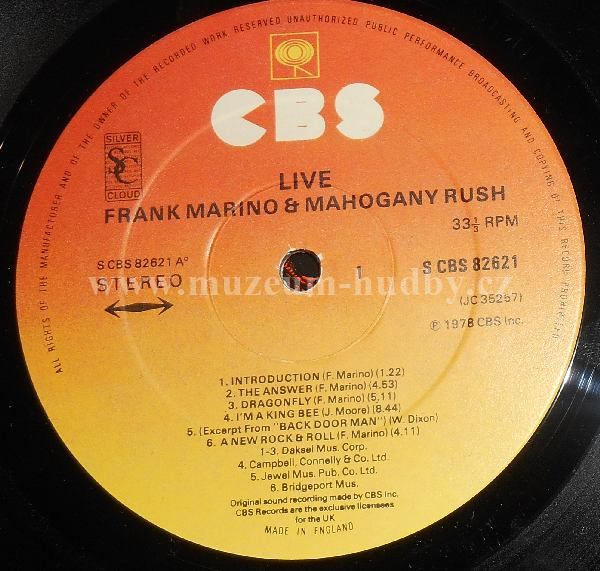 ALL RIGHTS OF THE MANUFACTURER AND OF THE OWNER OF THE RECORDED WORK RESERVED UNAUTHORIZED PUBLIC PERFORMANCE BROADCASTING AND COPYING OF THIS RECORD PROHIBITED
CBS
SILVER
SC
CLOUD
LIVE
FRANK MARINO & MAHOGANY RUSH
33⅓ RPM
S CBS 82621 Aº
STEREO
1
S CBS 82621
(JC 35257)
℗ 1978 CBS Inc.
www.muzeum-hudby.cz
1. INTRODUCTION (F. Marino) (1.22)
2. THE ANSWER (F. Marino) (4.53)
3. DRAGONFLY (F. Marino) (5.11)
4. I'M A KING BEE (J. Moore) (8.44)
5. (Excerpt From "BACK DOOR MAN") (W. Dixon)
6. A NEW ROCK & ROLL (F. Marino) (4.11)
1-3. Daksel Mus. Corp.
4. Campbell, Connelly & Co. Ltd.
5. Jewel Mus. Pub. Co. Ltd.
6. Bridgeport Mus.
Original sound recording made by CBS Inc.
CBS Records are the exclusive licensees
for the UK
MADE IN ENGLAND